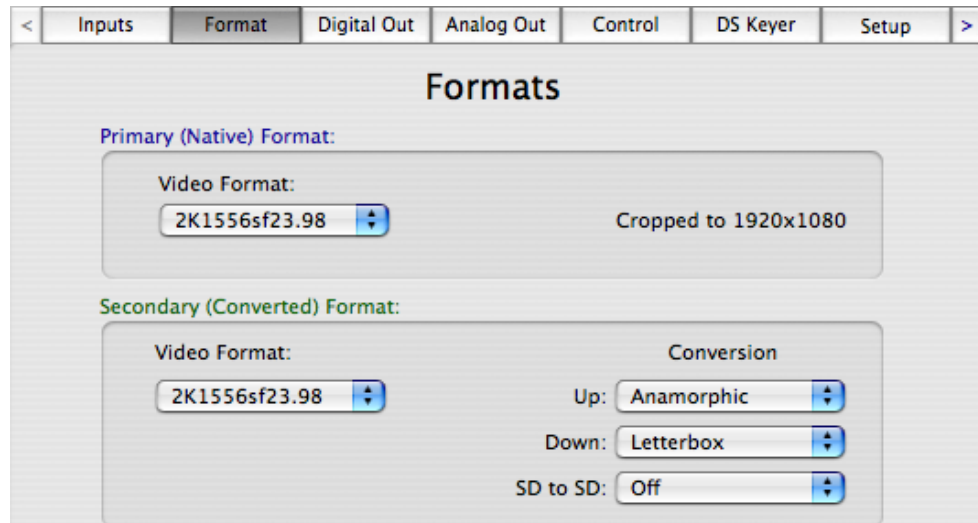 < Inputs Format Digital Out Analog Out Control DS Keyer Setup >
Formats
Primary (Native) Format:
Video Format:
2K1556sf23.98 Cropped to 1920x1080
Secondary (Converted) Format:
Video Format: Conversion
2K1556sf23.98 Up: Anamorphic
Down: Letterbox
SD to SD: Off